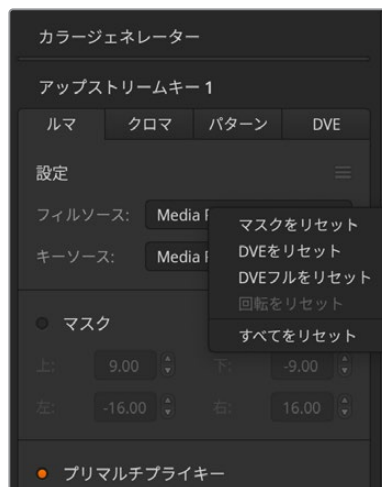 カラージェネレーター
アップストリームキー 1
ルマ クロマ パターン DVE
設定
フィルソース: Media
キーソース: Media
マスクをリセット
DVEをリセット
DVEフルをリセット
回転をリセット
すべてをリセット
マスク
上: 9.00 下: -9.00
左: -16.00 右: 16.00
プリマルチプライキー